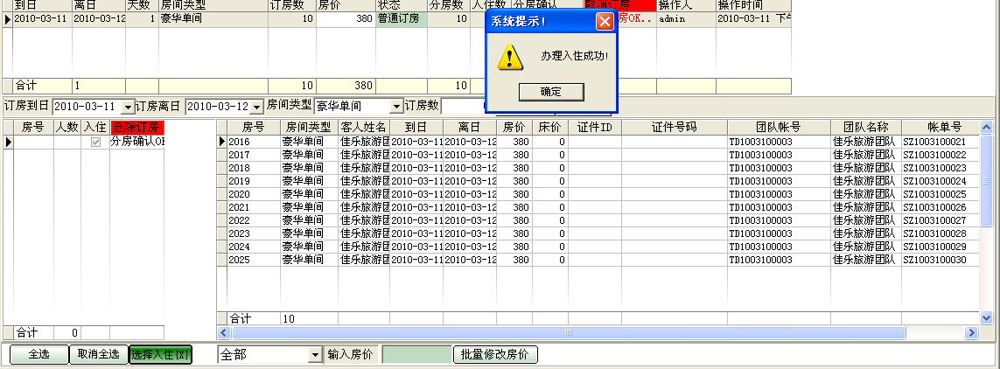 到日 离日 天数 房间类型 订房数 房价 状态 分房数 入住数 分房确认 取消订房 操作人 操作时间
2010-03-11 2010-03-12 1 豪华单间 10 380 普通订房 10 房OK.. admin 2010-03-11 下午
合计 1 10 380 10
系统提示!
办理入住成功!
确定
订房到日 2010-03-11 订房离日 2010-03-12 房间类型 豪华单间 订房数
房号 人数 入住 删除订房
分房确认OK
合计 0
房号 房间类型 客人姓名 到日 离日 房价 床价 证件ID 证件号码 团队帐号 团队名称 帐单号
2016 豪华单间 佳乐旅游团 2010-03-11 2010-03-12 380 0 TD1003100003 佳乐旅游团队 SZ1003100021
2017 豪华单间 佳乐旅游团 2010-03-11 2010-03-12 380 0 TD1003100003 佳乐旅游团队 SZ1003100022
2018 豪华单间 佳乐旅游团 2010-03-11 2010-03-12 380 0 TD1003100003 佳乐旅游团队 SZ1003100023
2019 豪华单间 佳乐旅游团 2010-03-11 2010-03-12 380 0 TD1003100003 佳乐旅游团队 SZ1003100024
2020 豪华单间 佳乐旅游团 2010-03-11 2010-03-12 380 0 TD1003100003 佳乐旅游团队 SZ1003100025
2021 豪华单间 佳乐旅游团 2010-03-11 2010-03-12 380 0 TD1003100003 佳乐旅游团队 SZ1003100026
2022 豪华单间 佳乐旅游团 2010-03-11 2010-03-12 380 0 TD1003100003 佳乐旅游团队 SZ1003100027
2023 豪华单间 佳乐旅游团 2010-03-11 2010-03-12 380 0 TD1003100003 佳乐旅游团队 SZ1003100028
2024 豪华单间 佳乐旅游团 2010-03-11 2010-03-12 380 0 TD1003100003 佳乐旅游团队 SZ1003100029
2025 豪华单间 佳乐旅游团 2010-03-11 2010-03-12 380 0 TD1003100003 佳乐旅游团队 SZ1003100030
合计 10
全选 取消全选 选择入住{X} 全部 输入房价 批量修改房价